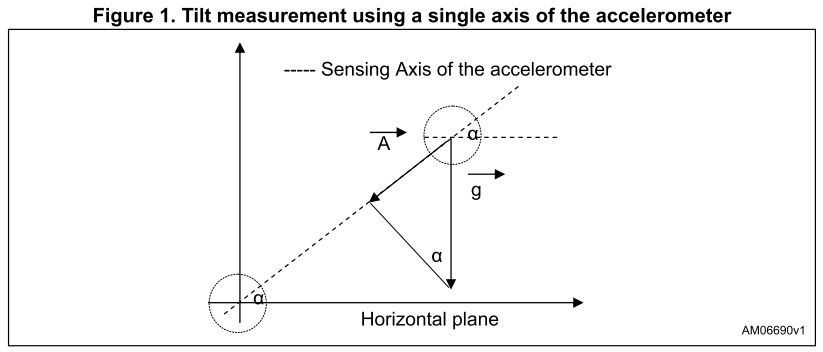 Figure 1. Tilt measurement using a single axis of the accelerometer
----- Sensing Axis of the accelerometer
α
A
g
α
α
Horizontal plane
AM06690v1